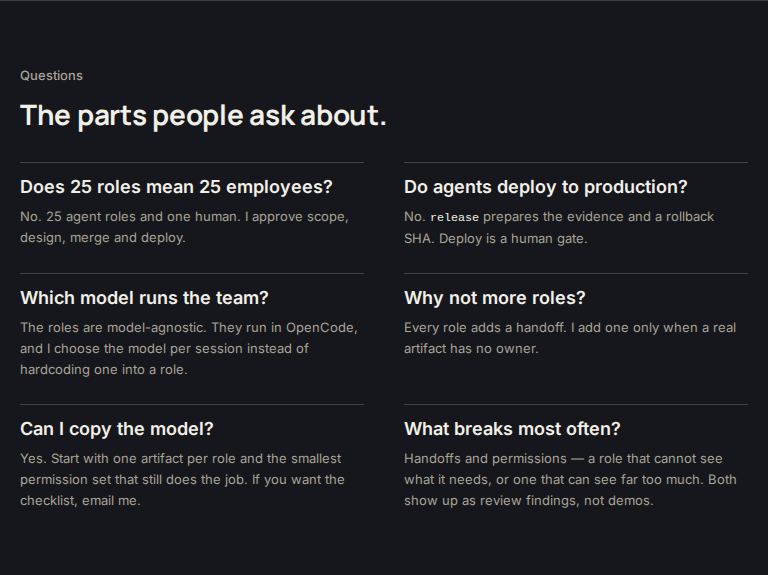 Questions
The parts people ask about.
Does 25 roles mean 25 employees?
No. 25 agent roles and one human. I approve scope,
design, merge and deploy.
Do agents deploy to production?
No. release prepares the evidence and a rollback
SHA. Deploy is a human gate.
Which model runs the team?
The roles are model-agnostic. They run in OpenCode,
and I choose the model per session instead of
hardcoding one into a role.
Why not more roles?
Every role adds a handoff. I add one only when a real
artifact has no owner.
Can I copy the model?
Yes. Start with one artifact per role and the smallest
permission set that still does the job. If you want the
checklist, email me.
What breaks most often?
Handoffs and permissions — a role that cannot see
what it needs, or one that can see far too much. Both
show up as review findings, not demos.